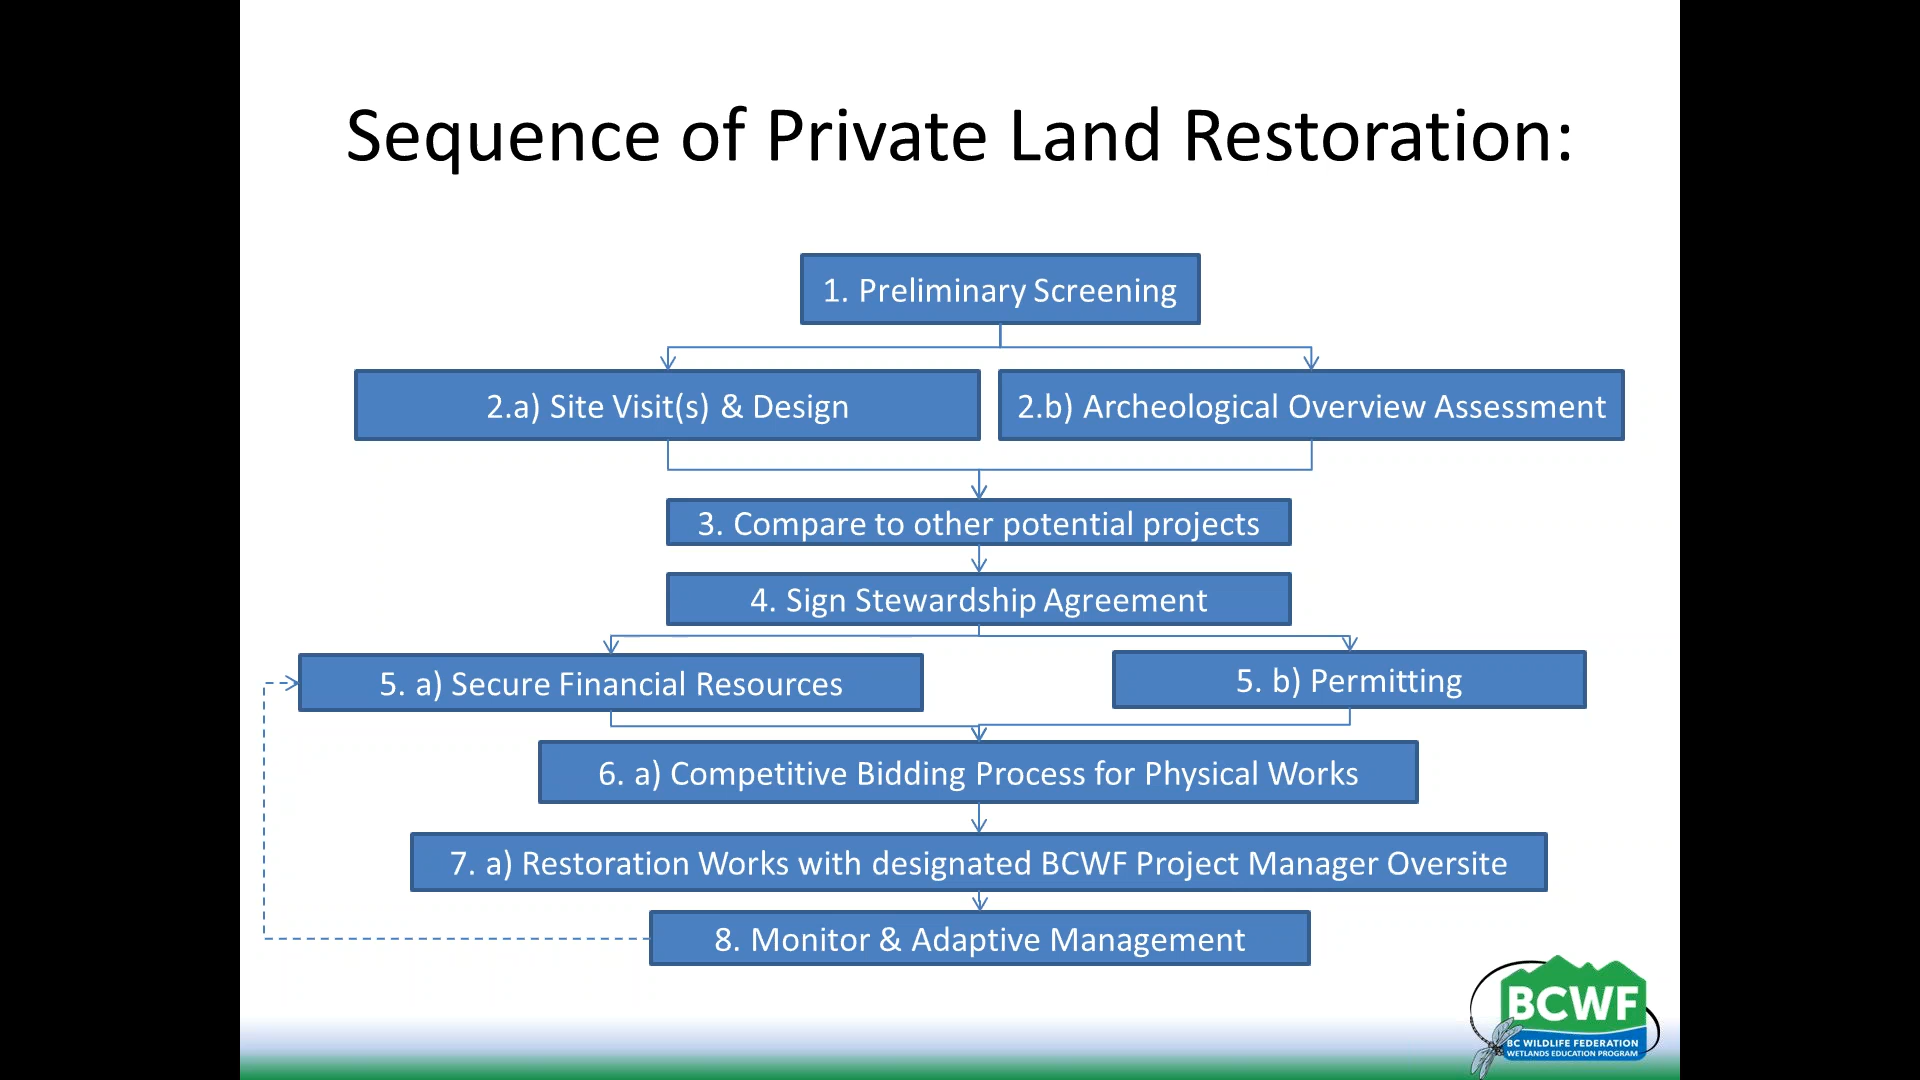 Sequence of Private Land Restoration:
1. Preliminary Screening
2.a) Site Visit(s) & Design
2.b) Archeological Overview Assessment
3. Compare to other potential projects
4. Sign Stewardship Agreement
5. a) Secure Financial Resources
5. b) Permitting
6. a) Competitive Bidding Process for Physical Works
7. a) Restoration Works with designated BCWF Project Manager Oversite
8. Monitor & Adaptive Management
BCWF
BC WILDLIFE FEDERATION
WETLANDS EDUCATION PROGRAM